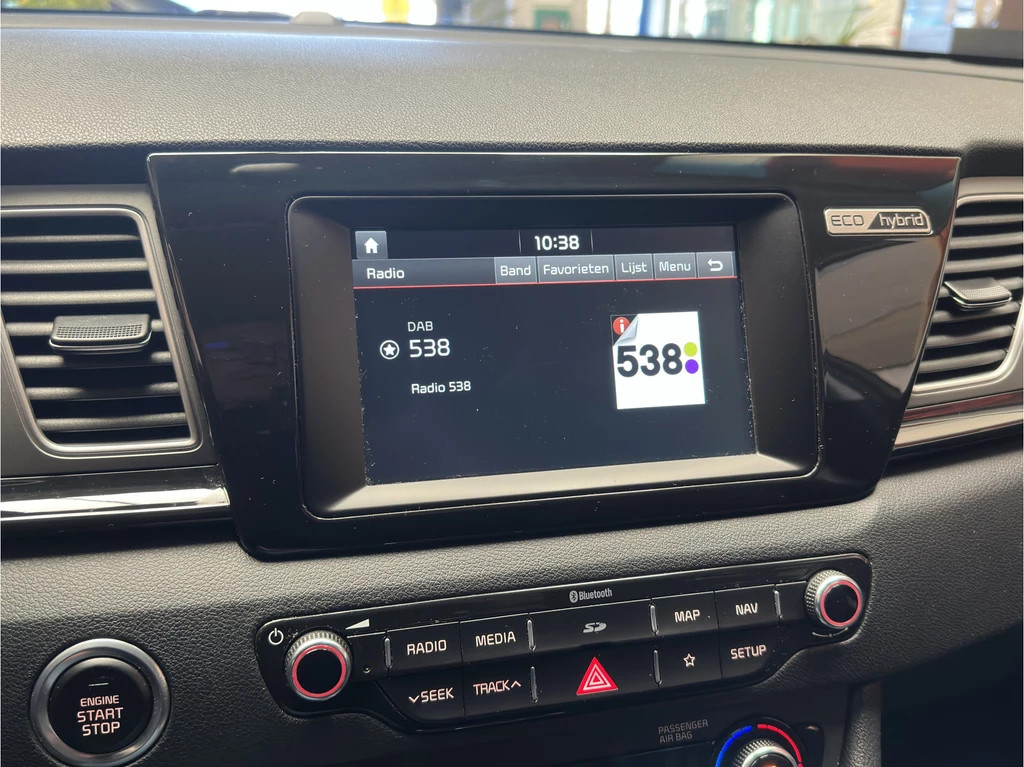 10:38
Radio Band Favorieten Lijst Menu
DAB
538
Radio 538
i
538
ECO hybrid
Bluetooth
RADIO MEDIA SD MAP NAV
SEEK TRACK SETUP
ENGINE
START
STOP
PASSENGER
AIR BAG